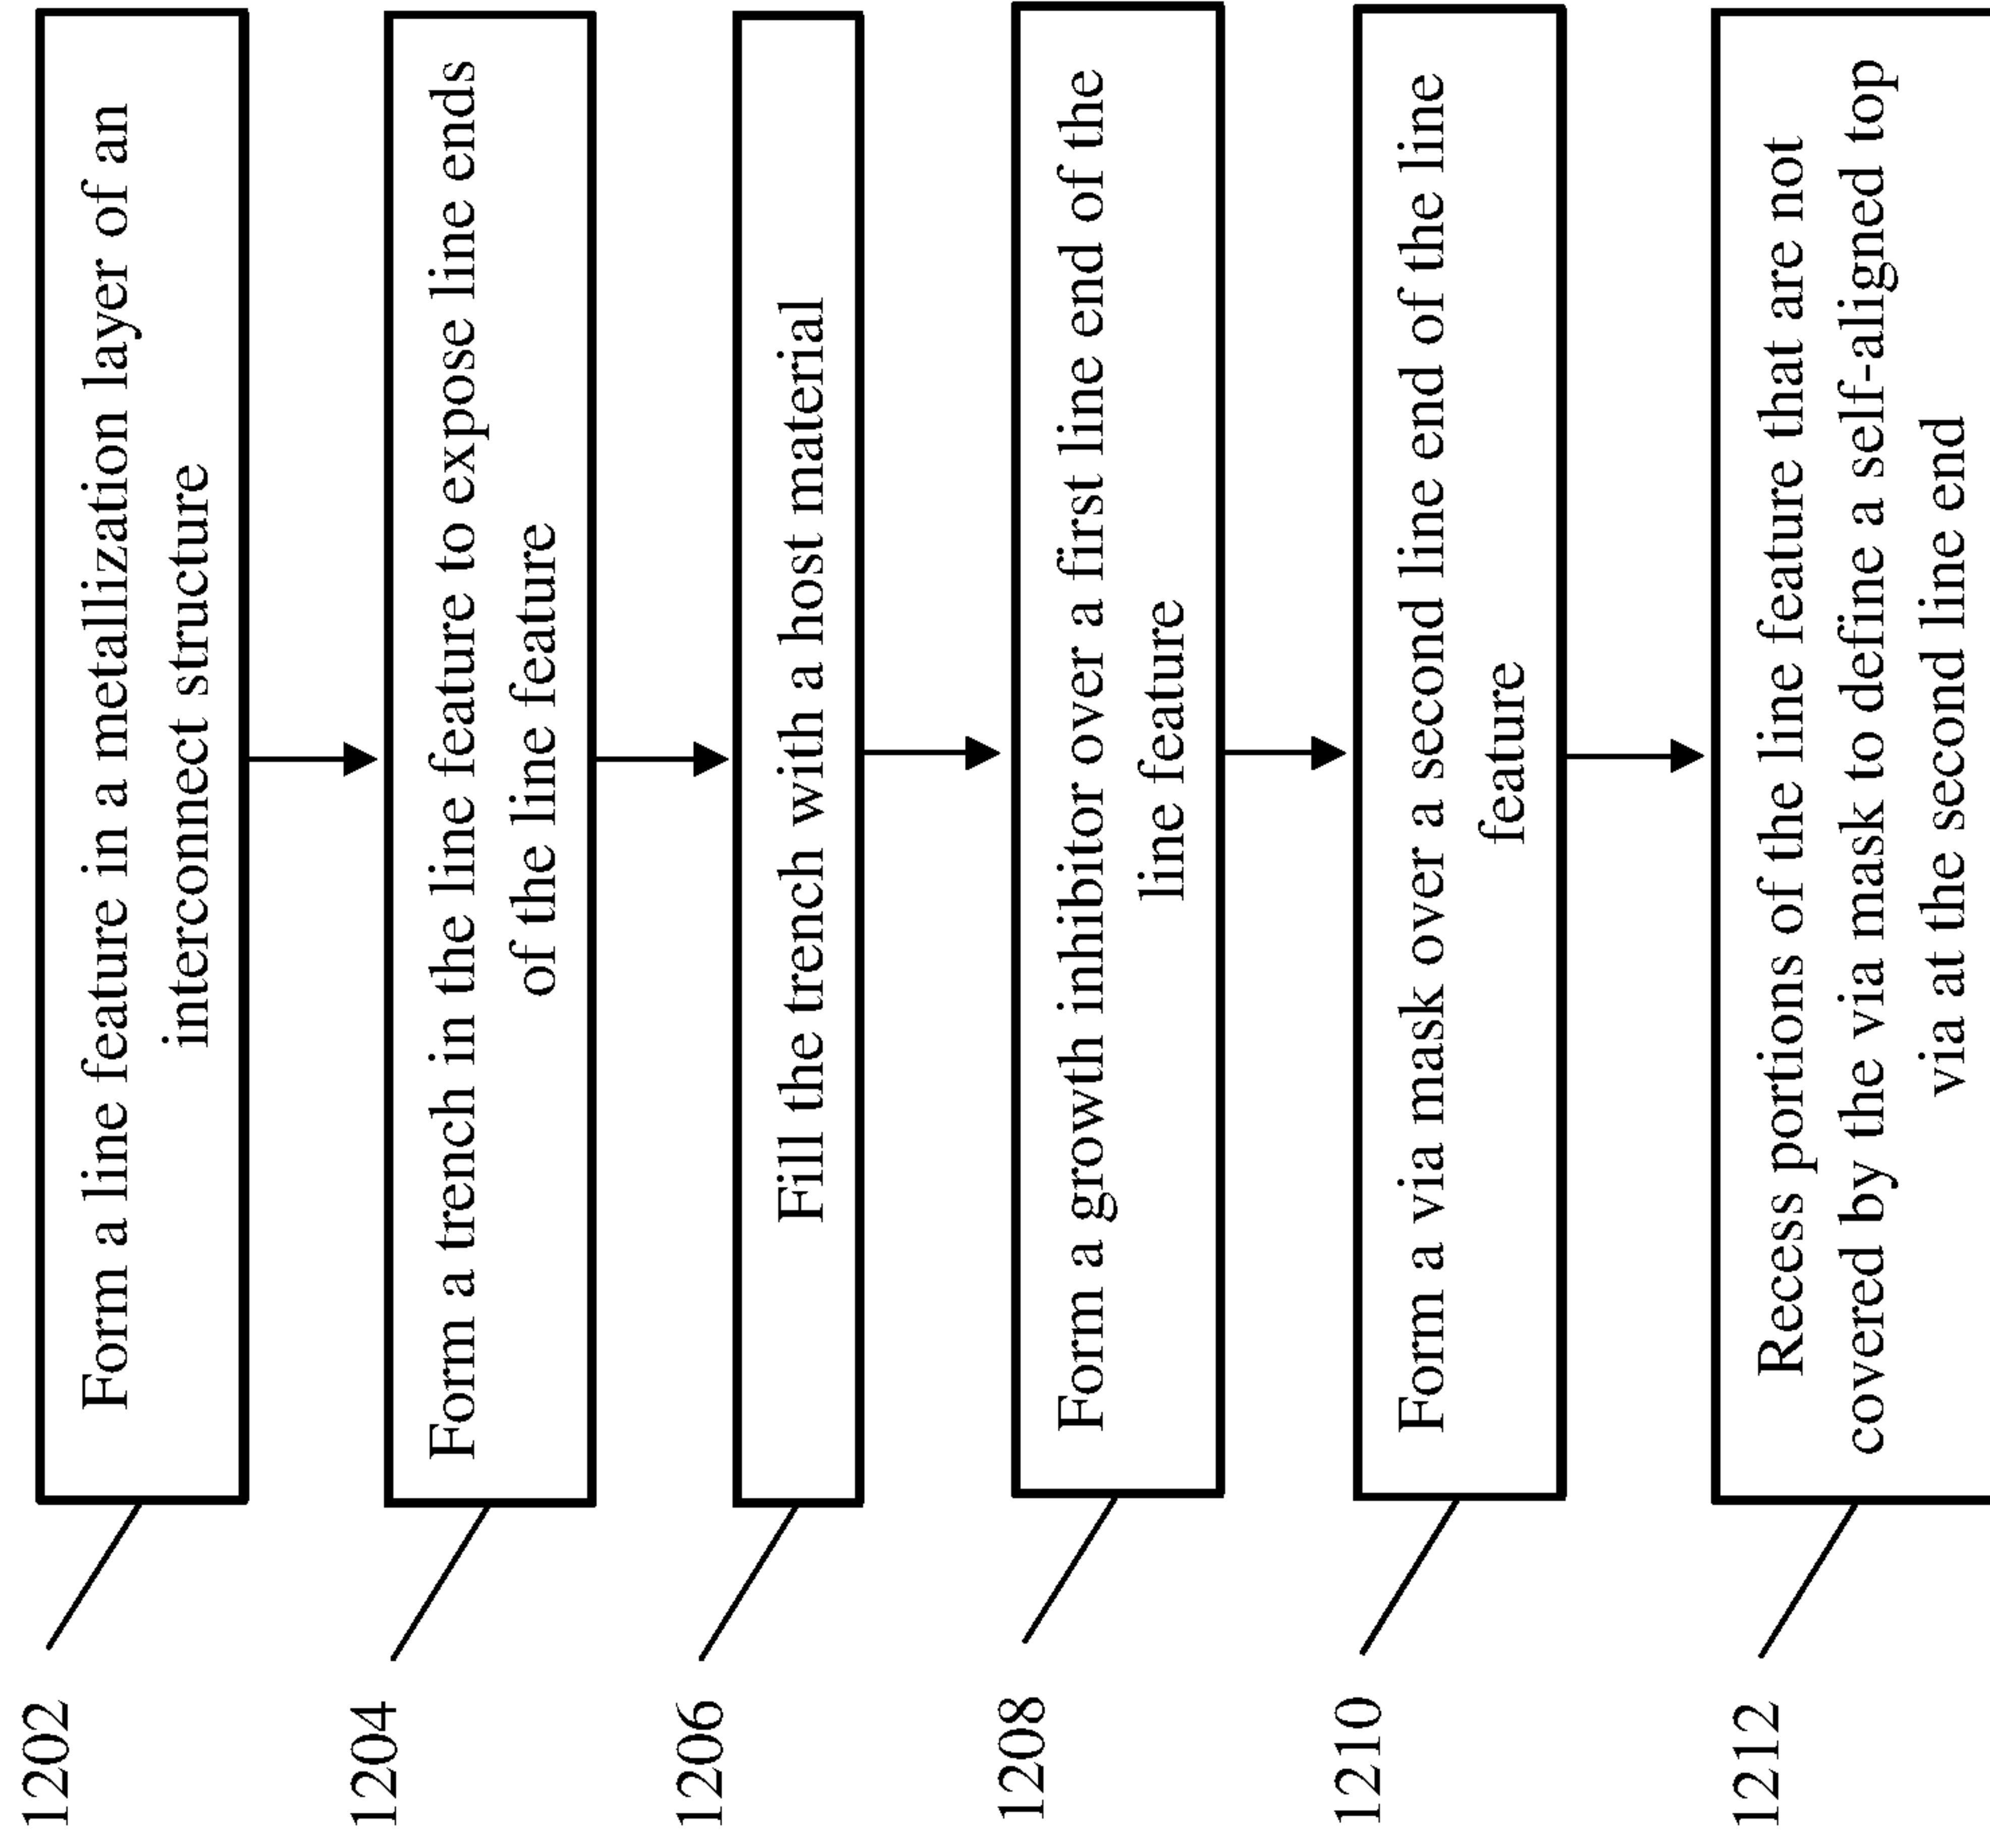 1202
Form a line feature in a metallization layer of an
interconnect structure
1204
Form a trench in the line feature to expose line ends
of the line feature
1206
Fill the trench with a host material
1208
Form a growth inhibitor over a first line end of the
line feature
1210
Form a via mask over a second line end of the line
feature
1212
Recess portions of the line feature that are not
covered by the via mask to define a self-aligned top
via at the second line end